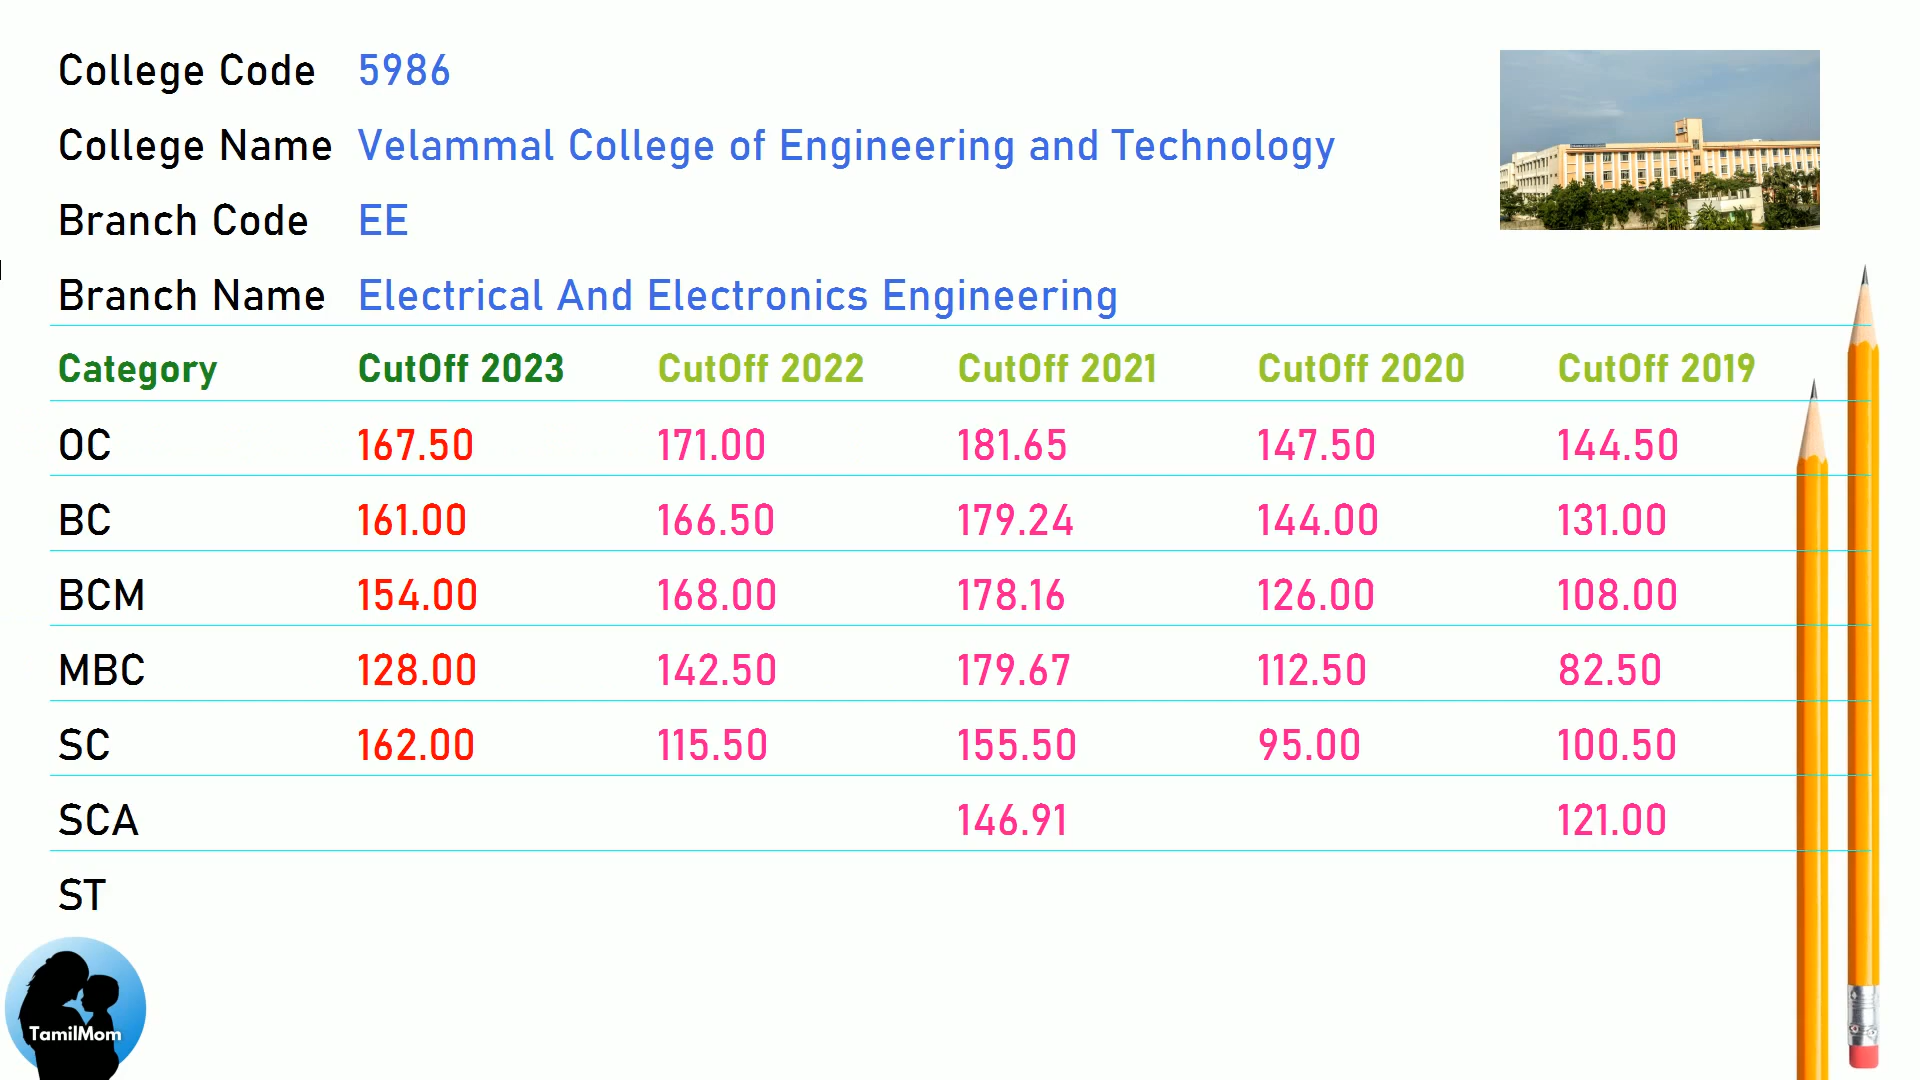 College Code 5986
College Name Velammal College of Engineering and Technology
Branch Code EE
Branch Name Electrical And Electronics Engineering
Category CutOff 2023 CutOff 2022 CutOff 2021 CutOff 2020 CutOff 2019
OC 167.50 171.00 181.65 147.50 144.50
BC 161.00 166.50 179.24 144.00 131.00
BCM 154.00 168.00 178.16 126.00 108.00
MBC 128.00 142.50 179.67 112.50 82.50
SC 162.00 115.50 155.50 95.00 100.50
SCA 146.91 121.00
ST
TamilMom